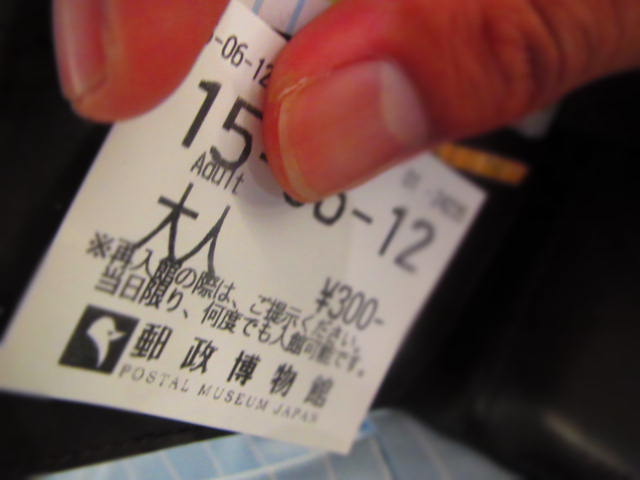 -06-12
15-06-12
Adult
大人
¥300-
※再入館の際は、ご提示ください。
当日限り、何度でも入館可能です。
郵政博物館
POSTAL MUSEUM JAPAN